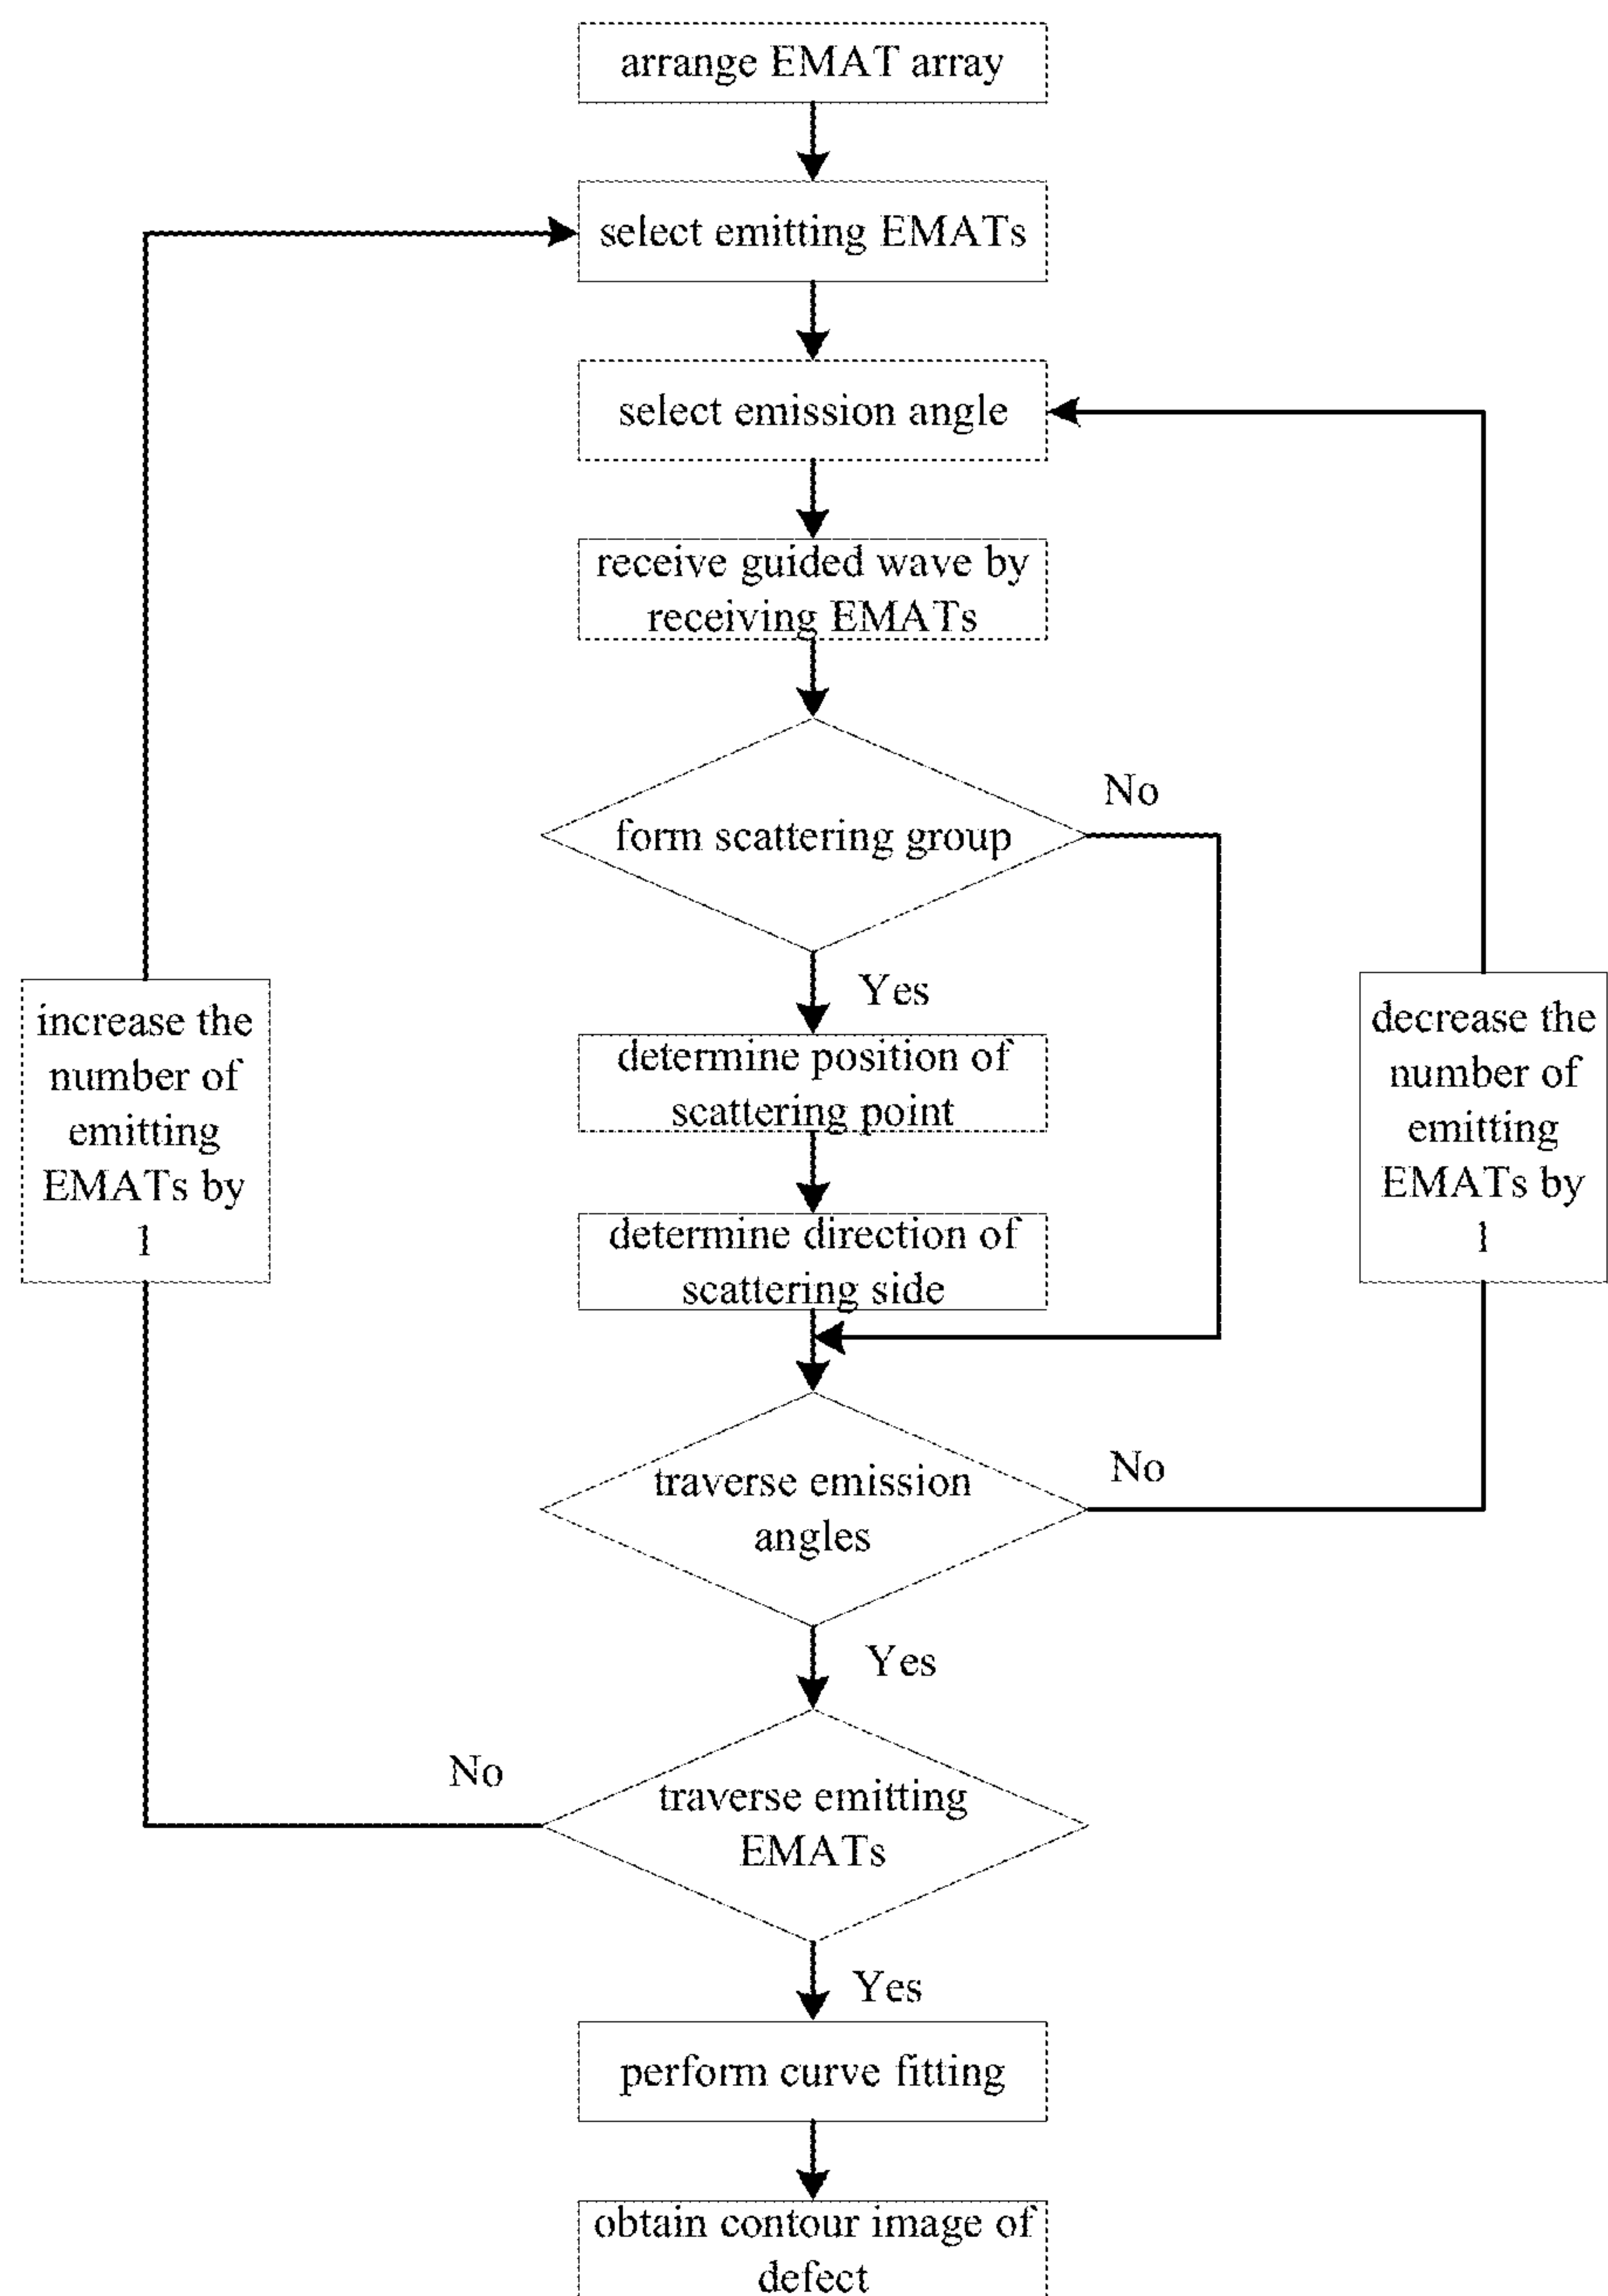 arrange EMAT array
select emitting EMATs
select emission angle
receive guided wave by
receiving EMATs
form scattering group
No
Yes
determine position of
scattering point
determine direction of
scattering side
increase the
number of
emitting
EMATs by
1
decrease the
number of
emitting
EMATs by
1
traverse emission
angles
No
Yes
traverse emitting
EMATs
No
Yes
perform curve fitting
obtain contour image of
defect